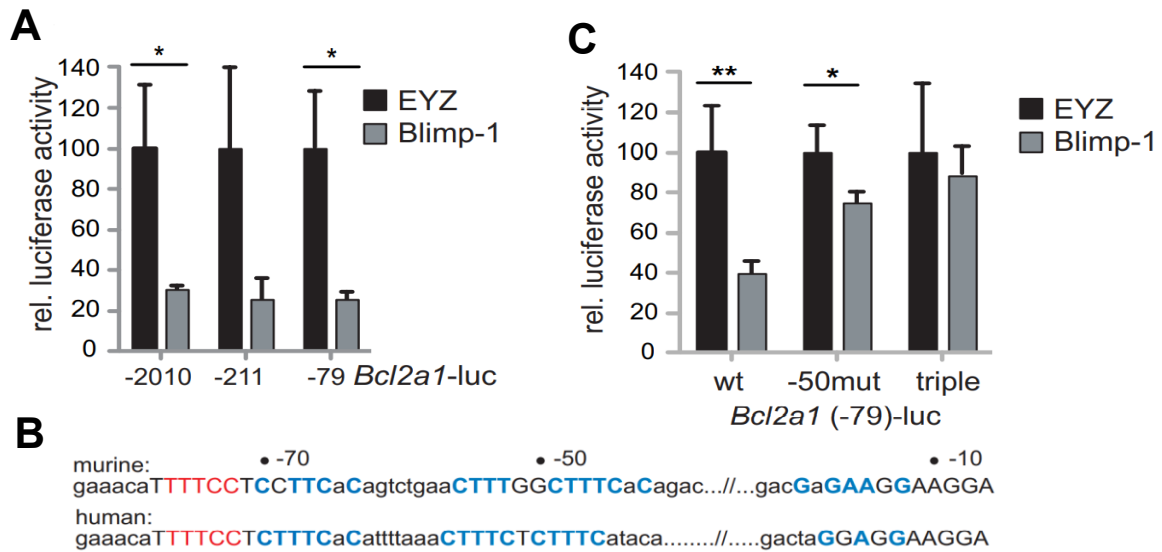 A
rel. luciferase activity
140
120
100
80
60
40
20
0
*
*
EYZ
Blimp-1
-2010 -211 -79 Bcl2a1-luc
C
rel. luciferase activity
140
120
100
80
60
40
20
0
**
*
EYZ
Blimp-1
wt -50mut triple
Bcl2a1 (-79)-luc
B
murine: • -70 • -50 • -10
gaaacaTTTTCCTCCTTCaCagtctgaaCTTTGGCTTTCaCagac...//...gacGaGAAGGAAGGA
human:
gaaacaTTTTCCTCTTTCaCattttaaaCTTTCTCTTTCataca........//.....gactaGGAGGAAGGA